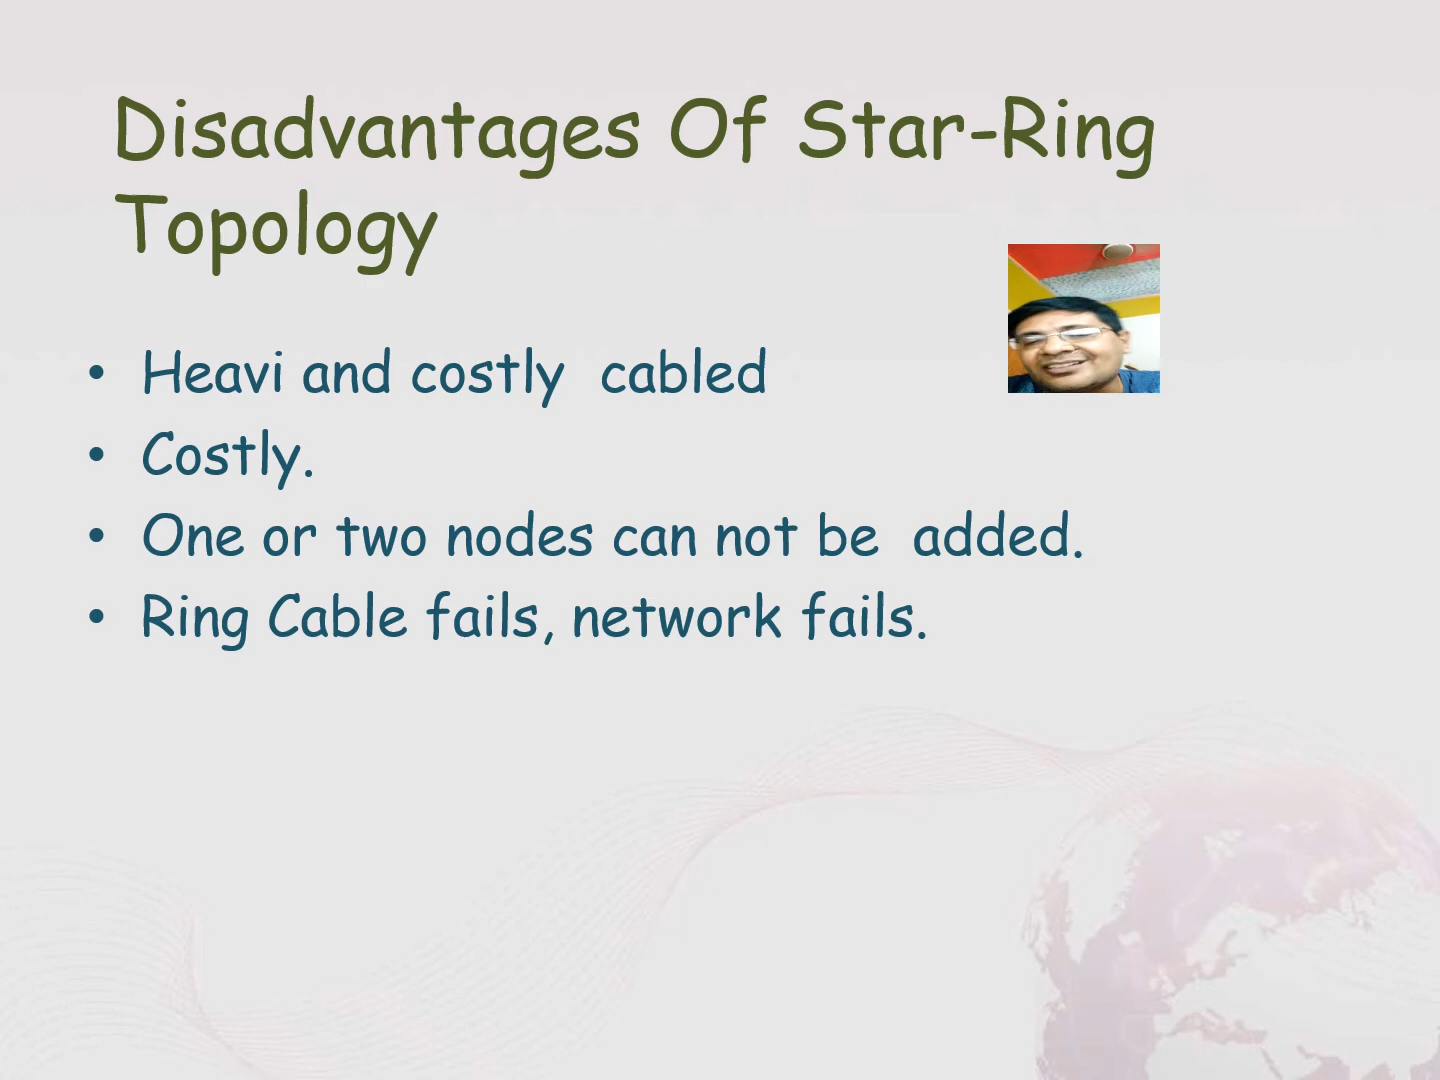 Disadvantages Of Star-Ring
Topology
• Heavi and costly  cabled
• Costly.
• One or two nodes can not be  added.
• Ring Cable fails, network fails.